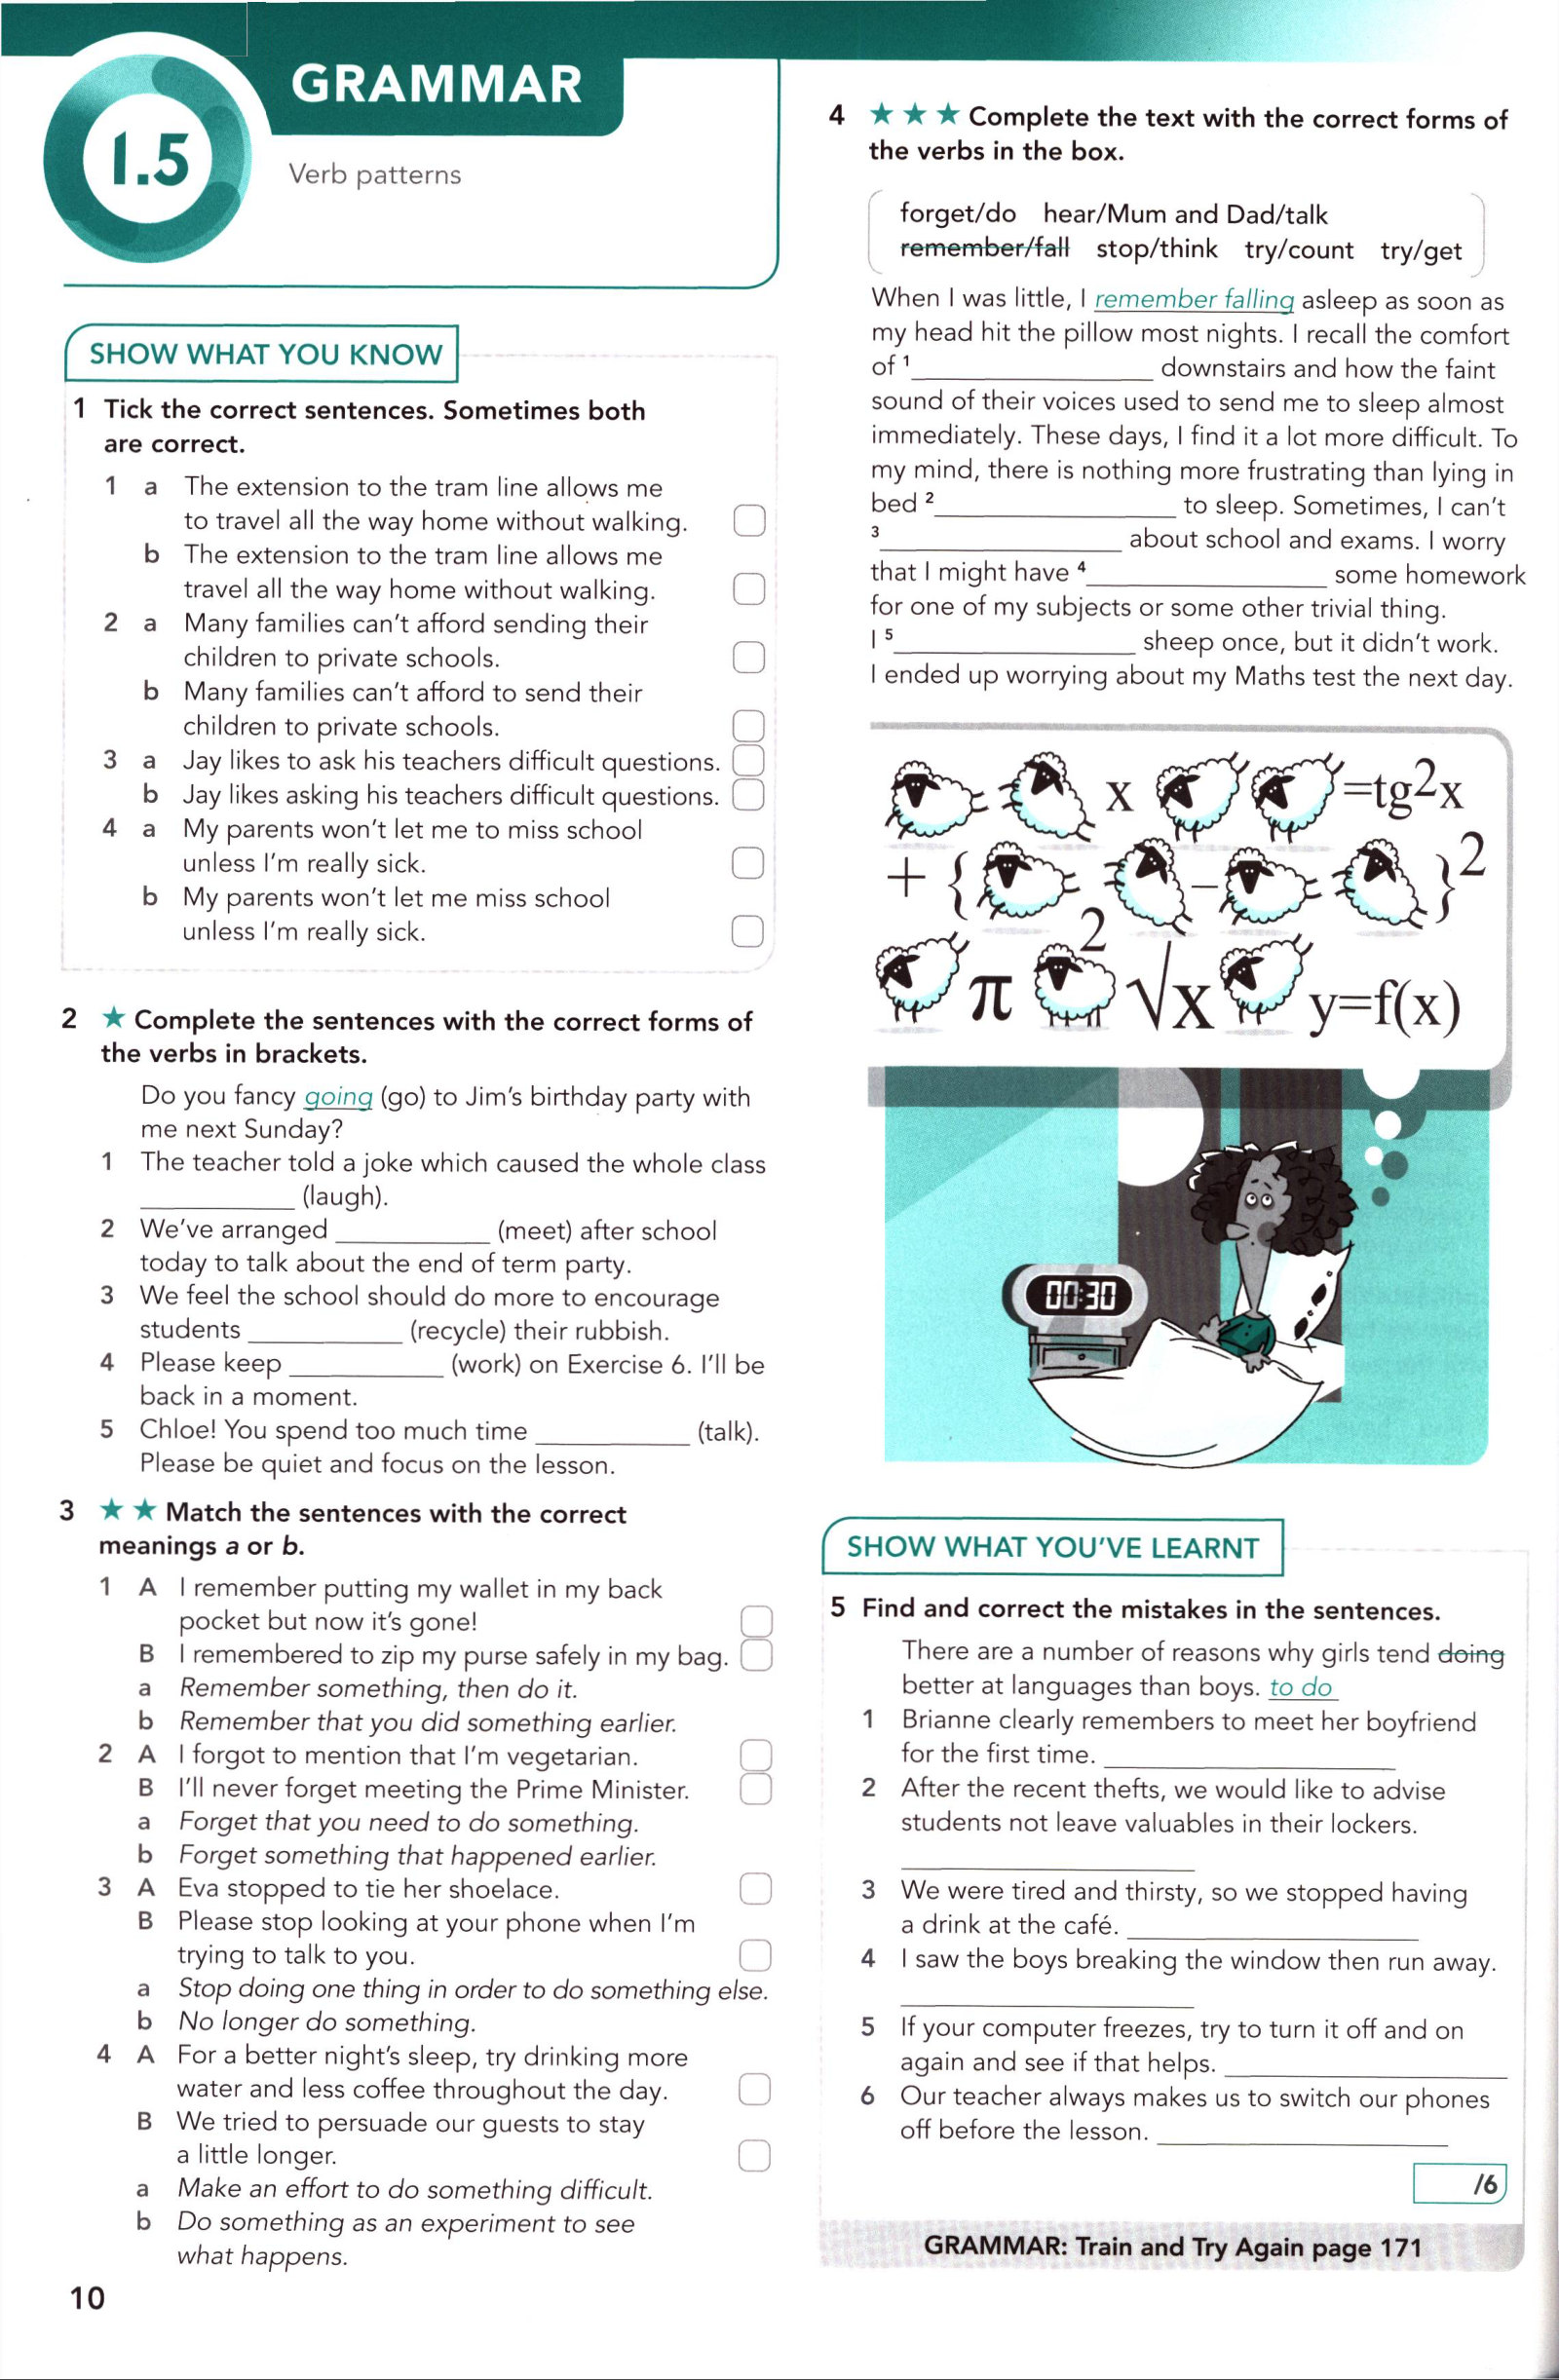 GRAMMAR
1.5
Verb patterns
SHOW WHAT YOU KNOW
1 Tick the correct sentences. Sometimes both
are correct.
1 a The extension to the tram line allows me
to travel all the way home without walking.
b The extension to the tram line allows me
travel all the way home without walking.
2 a Many families can't afford sending their
children to private schools.
b Many families can't afford to send their
children to private schools.
3 a Jay likes to ask his teachers difficult questions.
b Jay likes asking his teachers difficult questions.
4 a My parents won't let me to miss school
unless I'm really sick.
b My parents won't let me miss school
unless I'm really sick.
2 ★ Complete the sentences with the correct forms of
the verbs in brackets.
Do you fancy going (go) to Jim's birthday party with
me next Sunday?
1 The teacher told a joke which caused the whole class
____________ (laugh).
2 We've arranged ____________ (meet) after school
today to talk about the end of term party.
3 We feel the school should do more to encourage
students ____________ (recycle) their rubbish.
4 Please keep ____________ (work) on Exercise 6. I'll be
back in a moment.
5 Chloe! You spend too much time ____________ (talk).
Please be quiet and focus on the lesson.
3 ★ ★ Match the sentences with the correct
meanings a or b.
1 A I remember putting my wallet in my back
pocket but now it's gone!
B I remembered to zip my purse safely in my bag.
a Remember something, then do it.
b Remember that you did something earlier.
2 A I forgot to mention that I'm vegetarian.
B I'll never forget meeting the Prime Minister.
a Forget that you need to do something.
b Forget something that happened earlier.
3 A Eva stopped to tie her shoelace.
B Please stop looking at your phone when I'm
trying to talk to you.
a Stop doing one thing in order to do something else.
b No longer do something.
4 A For a better night's sleep, try drinking more
water and less coffee throughout the day.
B We tried to persuade our guests to stay
a little longer.
a Make an effort to do something difficult.
b Do something as an experiment to see
what happens.
10
4 ★ ★ ★ Complete the text with the correct forms of
the verbs in the box.
forget/do hear/Mum and Dad/talk
remember/fall stop/think try/count try/get
When I was little, I remember falling asleep as soon as
my head hit the pillow most nights. I recall the comfort
of 1____________ downstairs and how the faint
sound of their voices used to send me to sleep almost
immediately. These days, I find it a lot more difficult. To
my mind, there is nothing more frustrating than lying in
bed 2____________ to sleep. Sometimes, I can't
3____________ about school and exams. I worry
that I might have 4____________ some homework
for one of my subjects or some other trivial thing.
I 5____________ sheep once, but it didn't work.
I ended up worrying about my Maths test the next day.
x =tg2x
+ { – }2
2
π √x y=f(x)
00:30
SHOW WHAT YOU'VE LEARNT
5 Find and correct the mistakes in the sentences.
There are a number of reasons why girls tend doing
better at languages than boys. to do
1 Brianne clearly remembers to meet her boyfriend
for the first time. ____________
2 After the recent thefts, we would like to advise
students not leave valuables in their lockers.
____________
3 We were tired and thirsty, so we stopped having
a drink at the café. ____________
4 I saw the boys breaking the window then run away.
____________
5 If your computer freezes, try to turn it off and on
again and see if that helps. ____________
6 Our teacher always makes us to switch our phones
off before the lesson. ____________
/6
GRAMMAR: Train and Try Again page 171